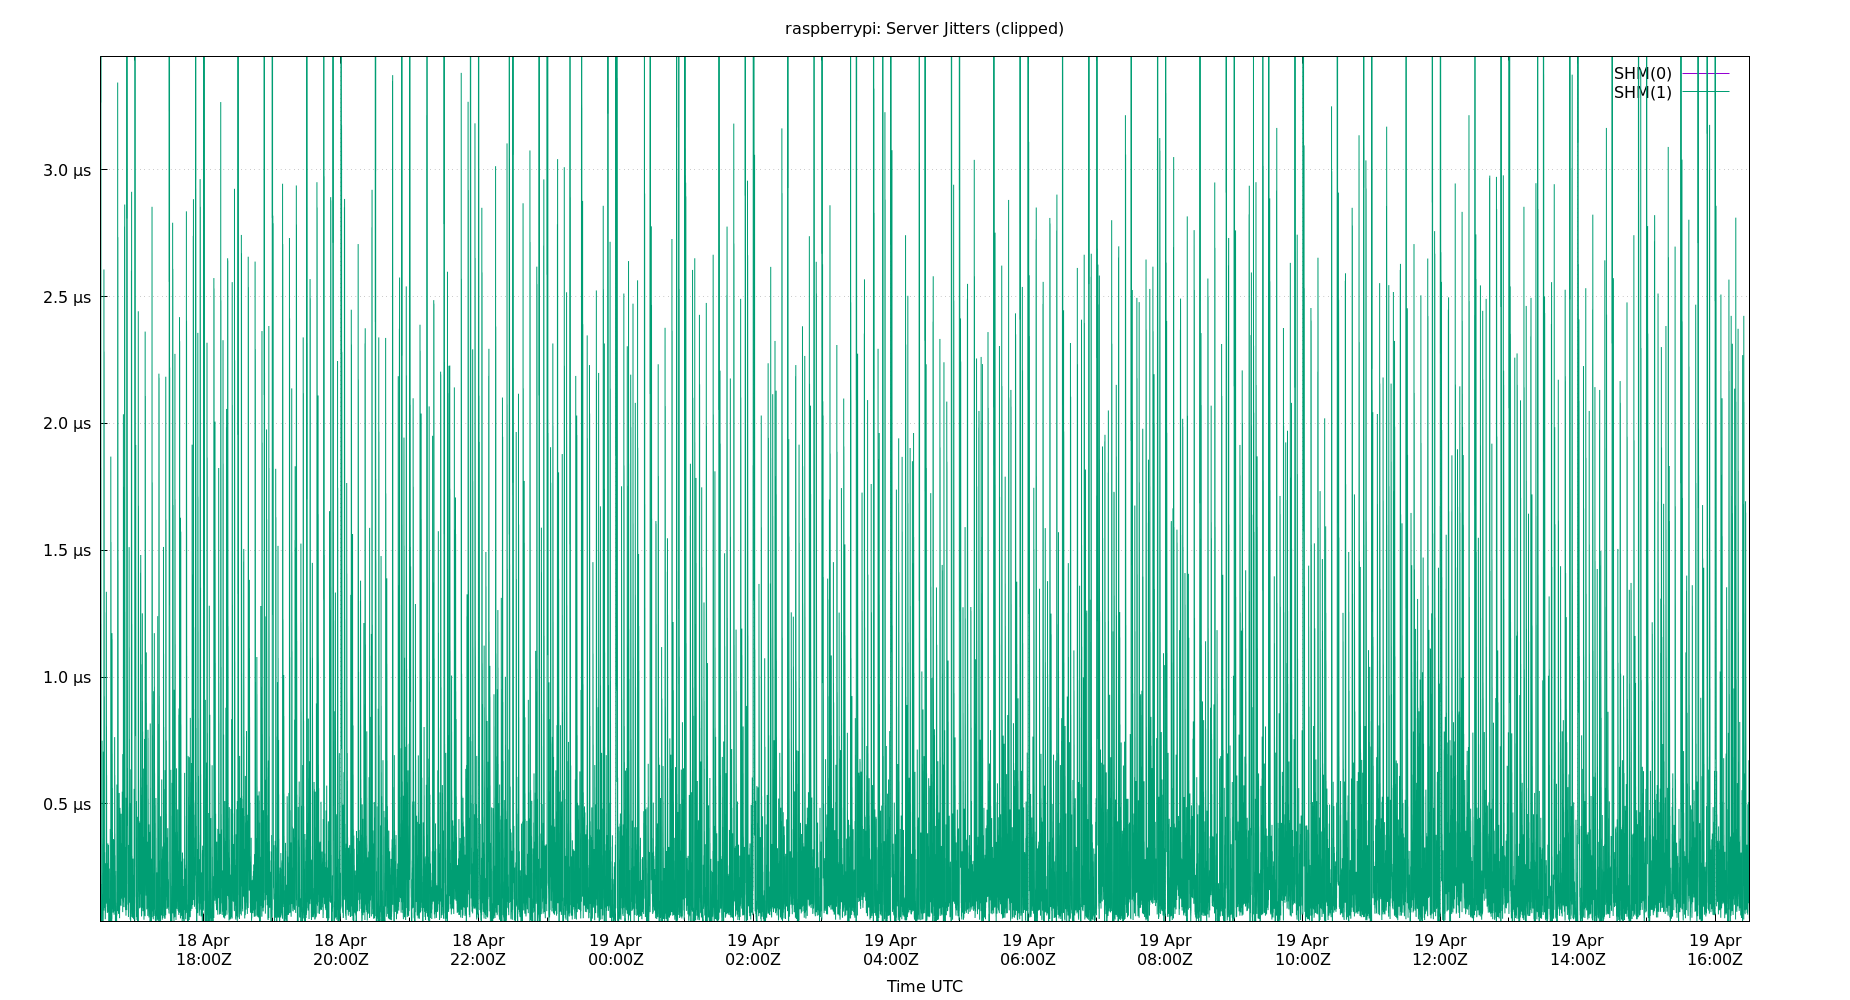 raspberrypi: Server Jitters (clipped)
SHM(0)
SHM(1)
3.0 µs
2.5 µs
2.0 µs
1.5 µs
1.0 µs
0.5 µs
18 Apr 18 Apr 18 Apr 19 Apr 19 Apr 19 Apr 19 Apr 19 Apr 19 Apr 19 Apr 19 Apr 19 Apr
18:00Z 20:00Z 22:00Z 00:00Z 02:00Z 04:00Z 06:00Z 08:00Z 10:00Z 12:00Z 14:00Z 16:00Z
Time UTC